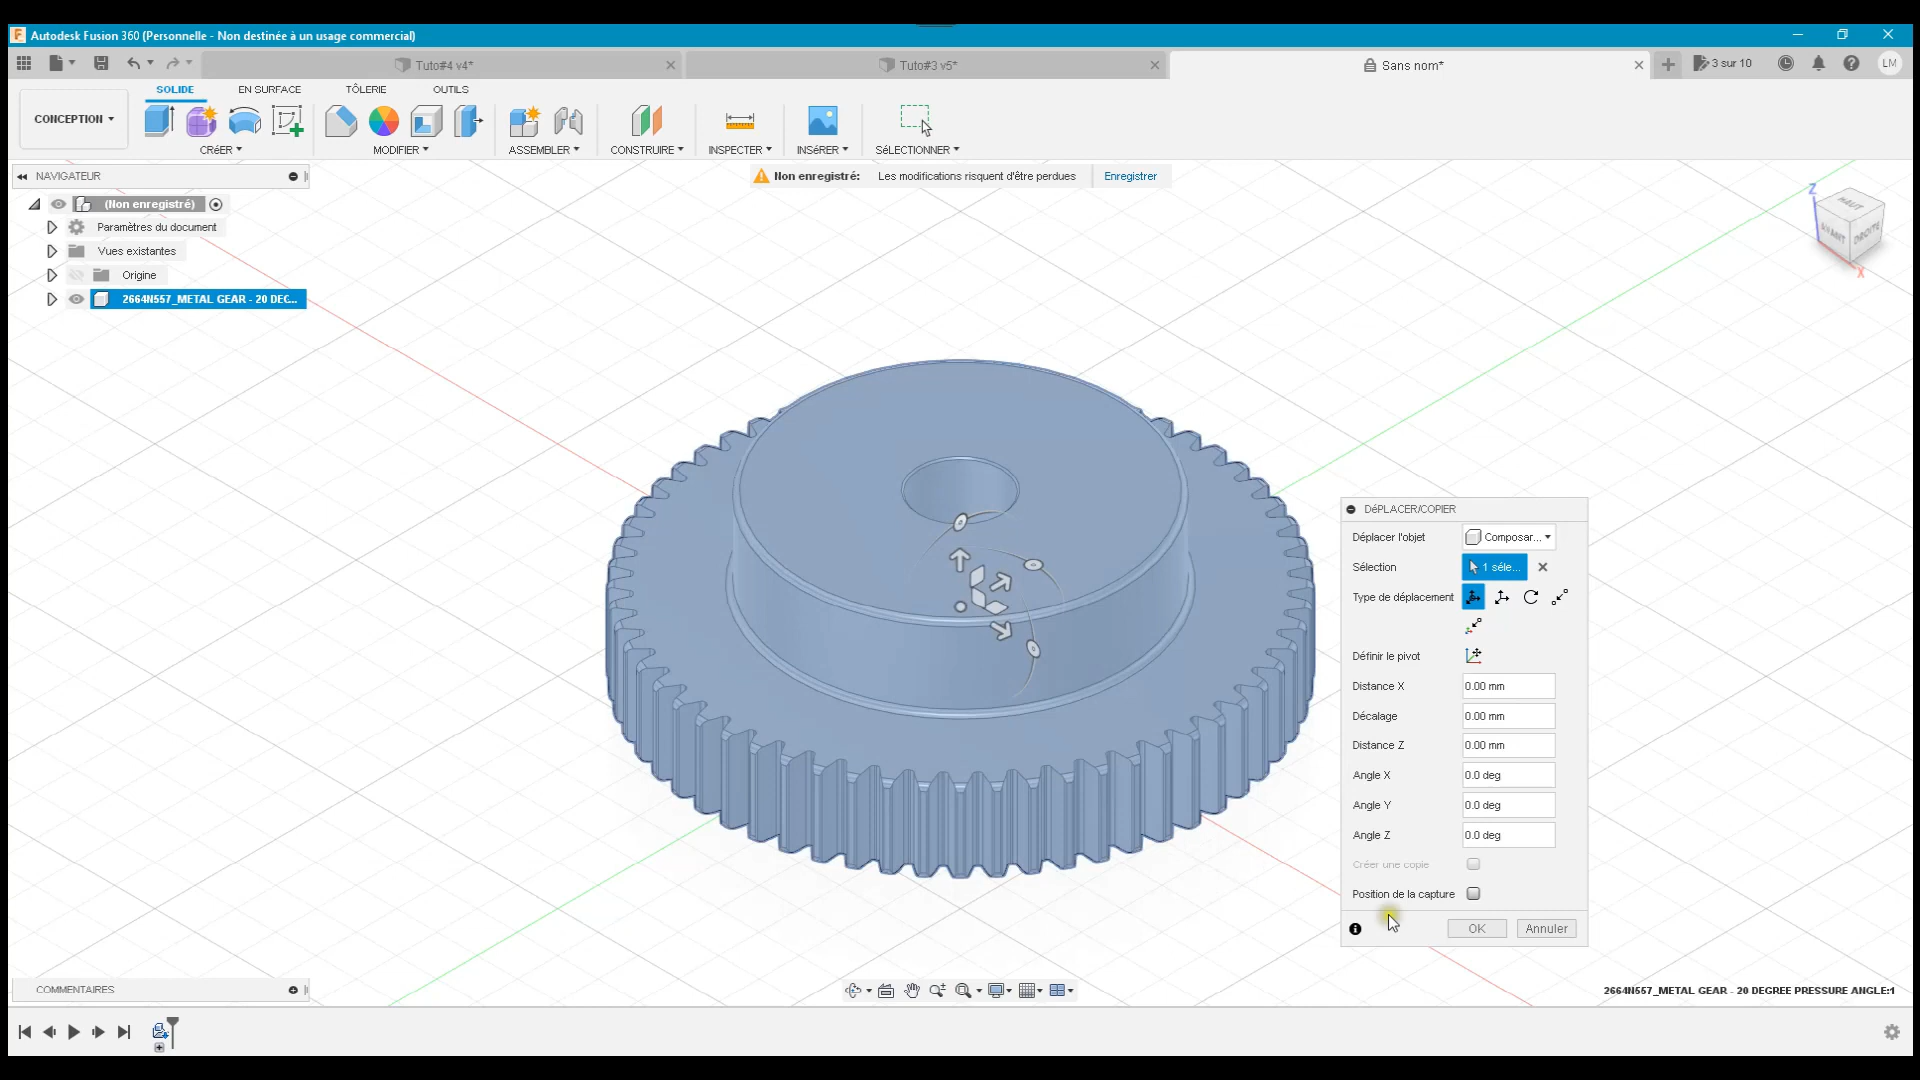 Autodesk Fusion 360 (Personnelle - Non destinée à un usage commercial)
Tuto#4 v4*
Tuto#3 v5*
Sans nom*
3 sur 10
LM
SOLIDE
EN SURFACE
TÔLERIE
OUTILS
CONCEPTION
CRéER
MODIFIER
ASSEMBLER
CONSTRUIRE
INSPECTER
INSéRER
SéLECTIONNER
NAVIGATEUR
Non enregistré:
Les modifications risquent d'être perdues
Enregistrer
(Non enregistré)
Paramètres du document
Vues existantes
Origine
2664N557_METAL GEAR - 20 DEC...
Z
HAUT
AVANT
DROITE
X
DéPLACER/COPIER
Déplacer l'objet
Composar...
Sélection
1 séle...
Type de déplacement
Définir le pivot
Distance X
0.00 mm
Décalage
0.00 mm
Distance Z
0.00 mm
Angle X
0.0 deg
Angle Y
0.0 deg
Angle Z
0.0 deg
Créer une copie
Position de la capture
OK
Annuler
COMMENTAIRES
2664N557_METAL GEAR - 20 DEGREE PRESSURE ANGLE:1